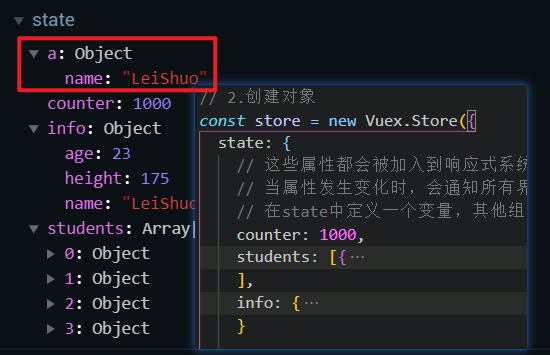 state
a: Object
name: "LeiShuo"
counter: 1000
info: Object
age: 23
height: 175
name: "LeiShuo
students: Array[
0: Object
1: Object
2: Object
3: Object
// 2.创建对象
const store = new Vuex.Store({
state: {
// 这些属性都会被加入到响应式系统
// 当属性发生变化时，会通知所有界
// 在state中定义一个变量，其他组
counter: 1000,
students: [{…
],
info: {…
}